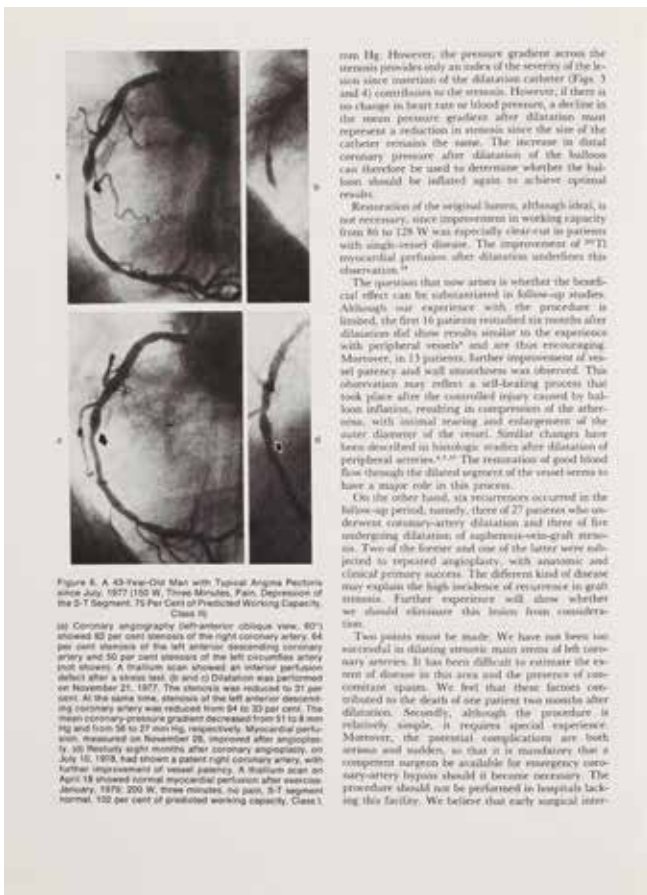 a
b
c
d
Figure 6. A 43-Year-Old Man with Typical Angina Pectoris
since July, 1977 (150 W, Three Minutes, Pain, Depression of
the S-T Segment, 75 Per Cent of Predicted Working Capacity,
Class III).
(a) Coronary angiography (left-anterior oblique view, 60°)
showed 82 per cent stenosis of the right coronary artery, 64
per cent stenosis of the left anterior descending coronary
artery and 50 per cent stenosis of the left circumflex artery
(not shown). A thallium scan showed an inferior perfusion
defect after a stress test. (b and c) Dilatation was performed
on November 21, 1977. The stenosis was reduced to 31 per
cent. At the same time, stenosis of the left anterior descend-
ing coronary artery was reduced from 64 to 33 per cent. The
mean coronary-pressure gradient decreased from 51 to 8 mm
Hg and from 56 to 27 mm Hg, respectively. Myocardial perfu-
sion, measured on November 28, improved after angioplas-
ty. (d) Restudy eight months after coronary angioplasty, on
July 10, 1978, had shown a patent right coronary artery, with
further improvement of vessel patency. A thallium scan on
April 18 showed normal myocardial perfusion after exercise.
January, 1979: 200 W, three minutes, no pain, S-T segment
normal, 102 per cent of predicted working capacity, Class I.
mm Hg. However, the pressure gradient across the
stenosis provides only an index of the severity of the le-
sion since insertion of the dilatation catheter (Figs. 3
and 4) contributes to the stenosis. However, if there is
no change in heart rate or blood pressure, a decline in
the mean pressure gradient after dilatation must
represent a reduction in stenosis since the size of the
catheter remains the same. The increase in distal
coronary pressure after dilatation of the balloon
can therefore be used to determine whether the bal-
loon should be inflated again to achieve optimal
results.
Restoration of the original lumen, although ideal, is
not necessary, since improvement in working capacity
from 86 to 128 W was especially clear-cut in patients
with single-vessel disease. The improvement of ²⁰¹Tl
myocardial perfusion after dilatation underlines this
observation.
The question that now arises is whether the benefi-
cial effect can be substantiated in follow-up studies.
Although our experience with the procedure is
limited, the first 16 patients restudied six months after
dilatation did show results similar to the experience
with peripheral vessels and are thus encouraging.
Moreover, in 13 patients, further improvement of ves-
sel patency and wall smoothness was observed. This
observation may reflect a self-healing process that
took place after the controlled injury caused by bal-
loon inflation, resulting in compression of the ather-
oma, with intimal tearing and enlargement of the
outer diameter of the vessel. Similar changes have
been described in histologic studies after dilatation of
peripheral arteries. The restoration of good blood
flow through the dilated segment of the vessel seems to
have a major role in this process.
On the other hand, six recurrences occurred in the
follow-up period, namely, three of 27 patients who un-
derwent coronary-artery dilatation and three of five
undergoing dilatation of saphenous-vein-graft steno-
sis. Two of the former and one of the latter were sub-
jected to repeated angioplasty, with anatomic and
clinical primary success. The different kind of disease
may explain the high incidence of recurrence in graft
stenosis. Further experience will show whether
we should eliminate this lesion from considera-
tion.
Two points must be made. We have not been too
successful in dilating stenotic main stems of left coro-
nary arteries. It has been difficult to estimate the ex-
tent of disease in this area and the presence of con-
comitant spasm. We feel that these factors con-
tributed to the death of one patient two months after
dilatation. Secondly, although the procedure is
relatively simple, it requires special experience.
Moreover, the potential complications are both
serious and sudden, so that it is mandatory that a
competent surgeon be available for emergency coro-
nary-artery bypass should it become necessary. The
procedure should not be performed in hospitals lack-
ing this facility. We believe that early surgical inter-